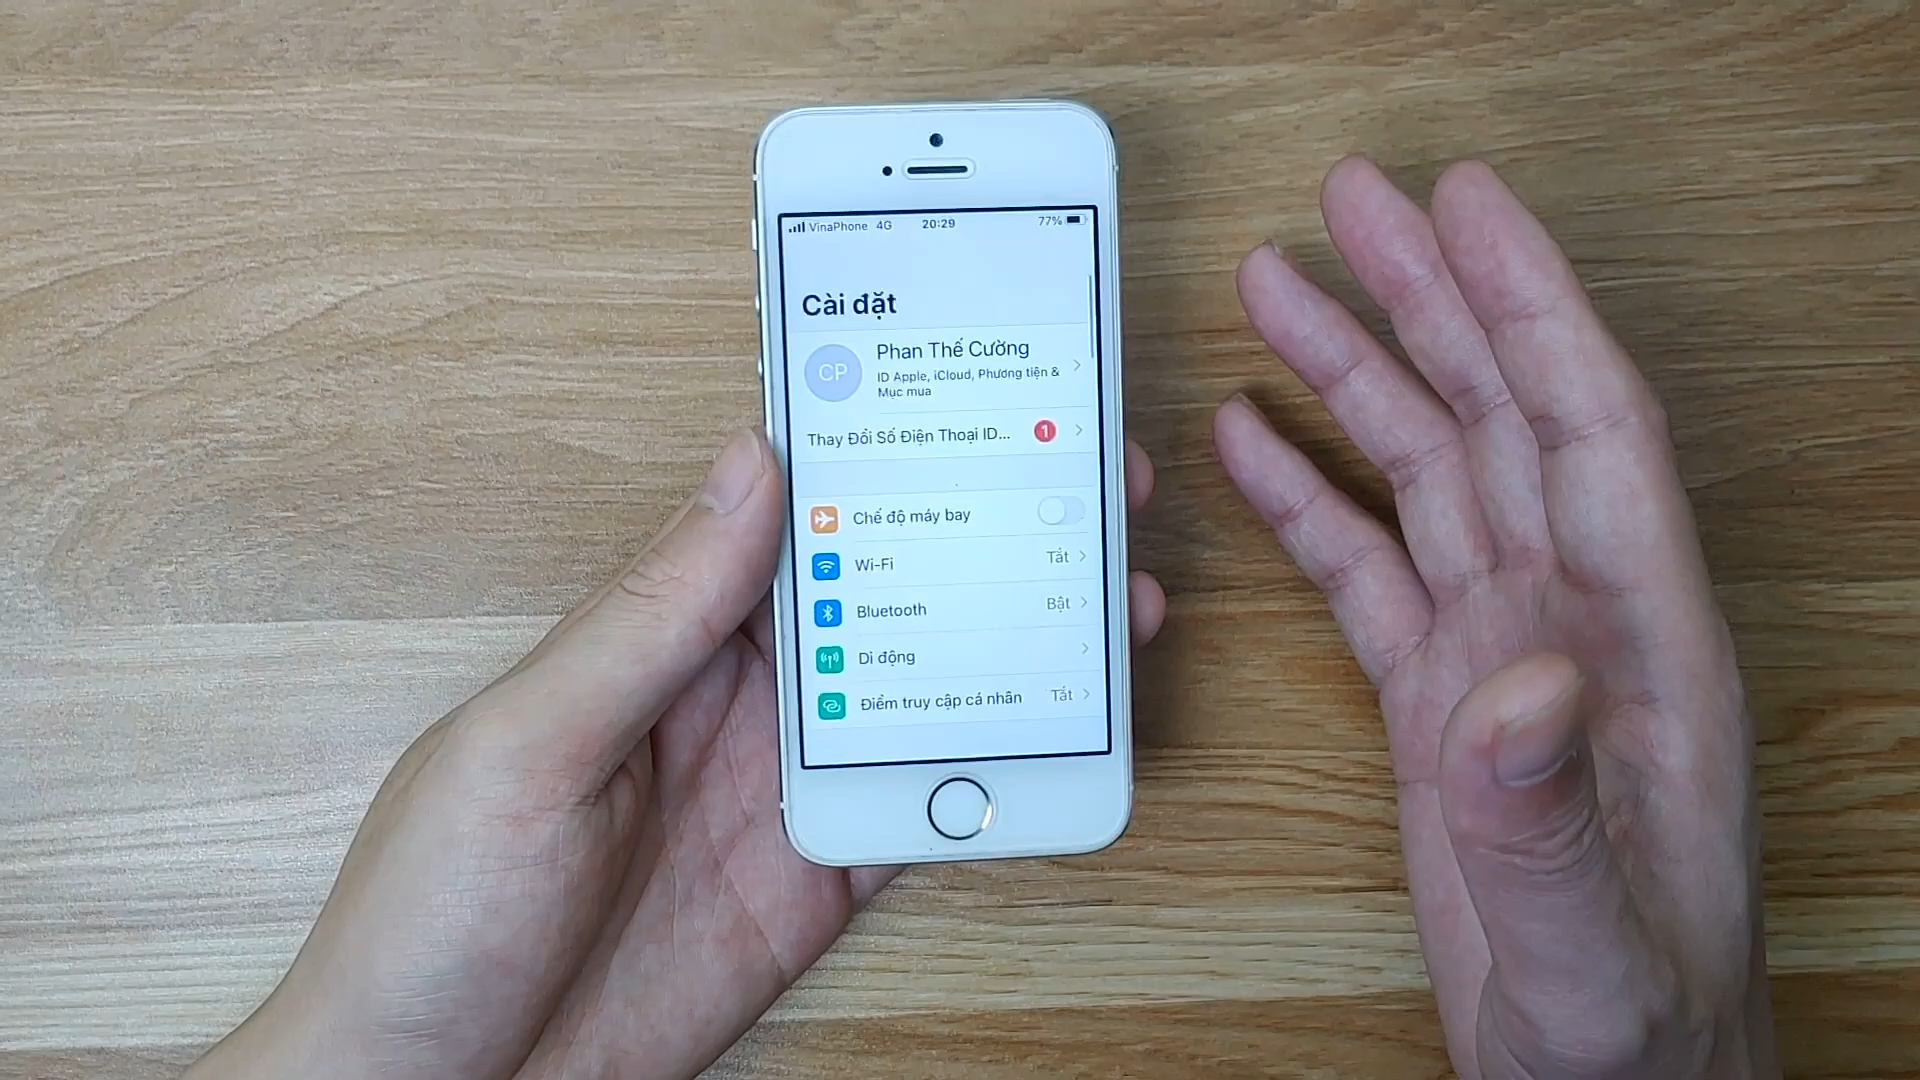 VinaPhone 4G 20:29 77%
Cài đặt
CP
Phan Thế Cường
ID Apple, iCloud, Phương tiện &
Mục mua
Thay Đổi Số Điện Thoại ID... 1
Chế độ máy bay
Wi-Fi Tắt
Bluetooth Bật
Di động
Điểm truy cập cá nhân Tắt